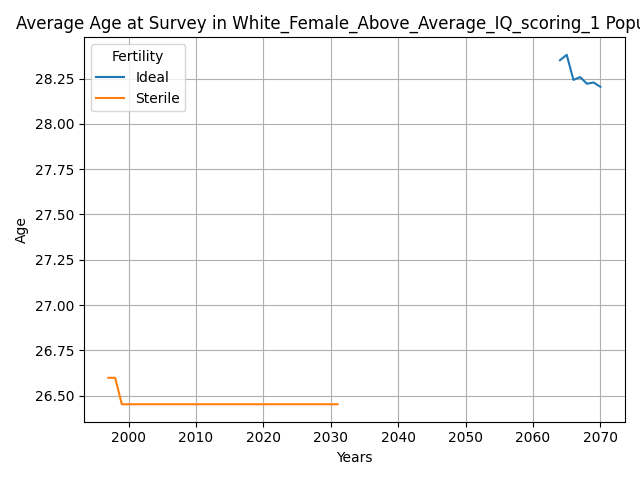 Average Age at Survey in White_Female_Above_Average_IQ_scoring_1 Popu
Fertility
Ideal
Sterile
28.25
28.00
27.75
27.50
27.25
27.00
26.75
26.50
Age
2000 2010 2020 2030 2040 2050 2060 2070
Years